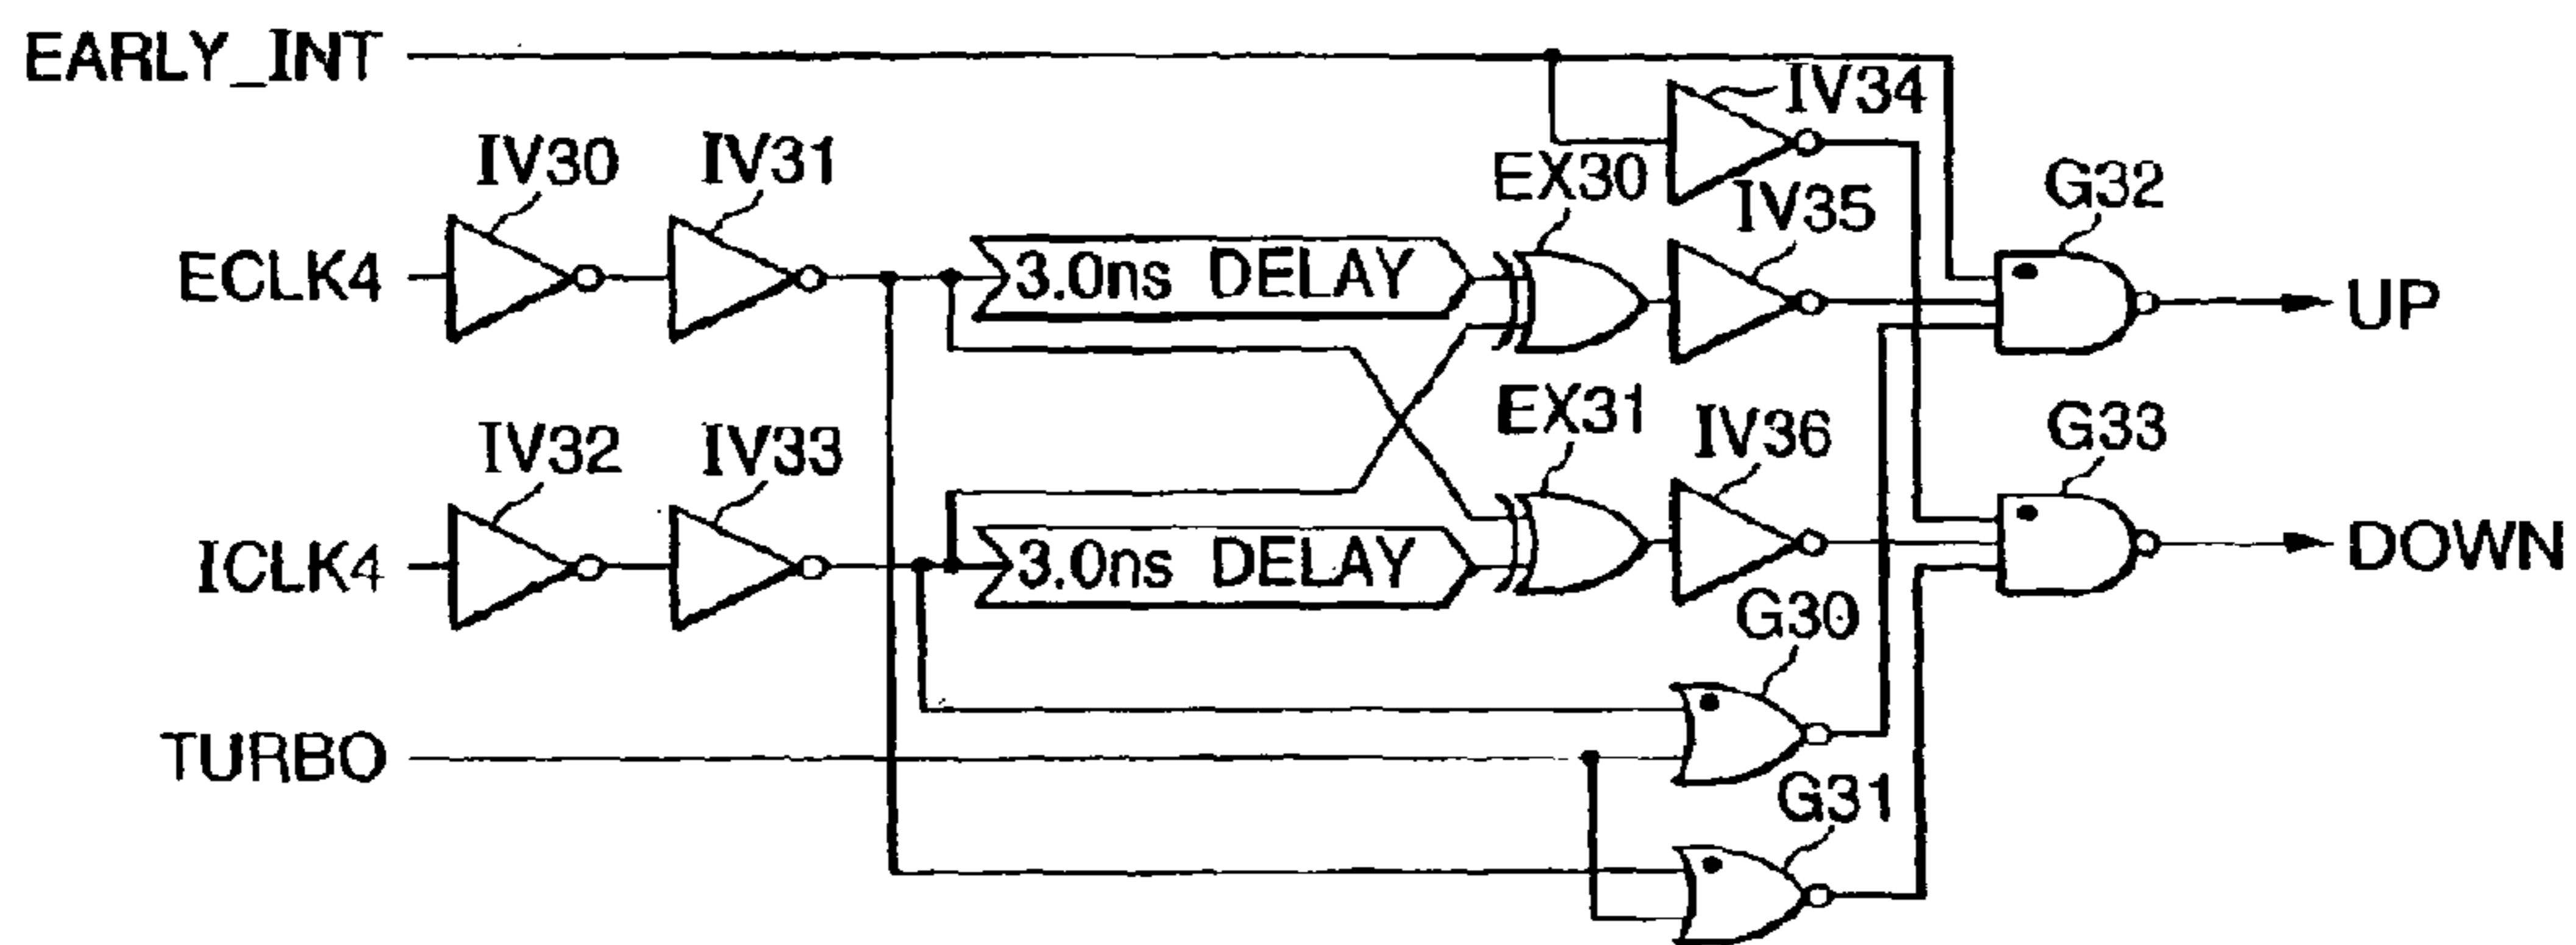 EARLY_INT
IV34
IV30
IV31
EX30
IV35
G32
ECLK4
3.0ns DELAY
UP
EX31
IV36
G33
IV32
IV33
ICLK4
3.0ns DELAY
DOWN
G30
TURBO
G31